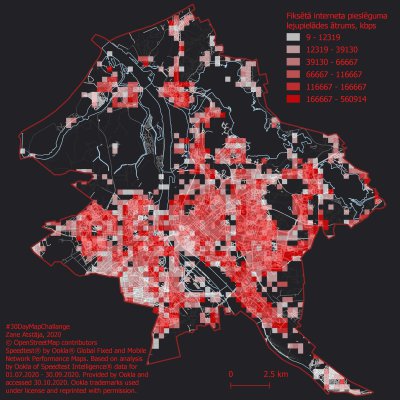 Fiksētā interneta pieslēguma
lejupielādes ātrums, kbps
9 - 12319
12319 - 39130
39130 - 66667
66667 - 116667
116667 - 166667
166667 - 560914
#30DayMapChallange
Zane Atstāja, 2020
© OpenStreetMap contributors
Speedtest® by Ookla® Global Fixed and Mobile
Network Performance Maps. Based on analysis
by Ookla of Speedtest Intelligence® data for
01.07.2020 - 30.09.2020. Provided by Ookla and
accessed 30.10.2020. Ookla trademarks used
under license and reprinted with permission.
0 2.5 km